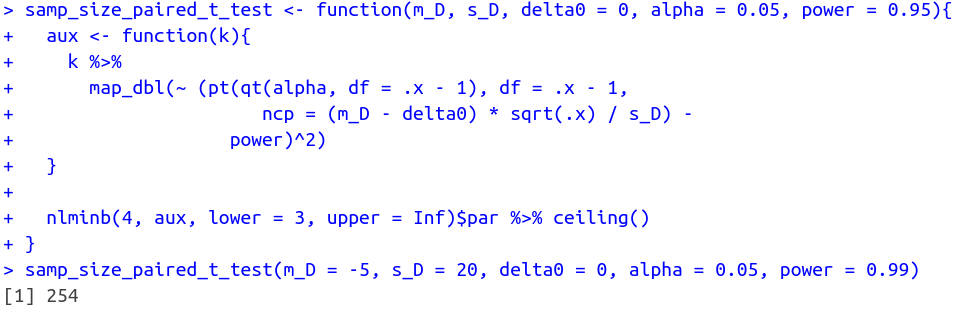 > samp_size_paired_t_test <- function(m_D, s_D, delta0 = 0, alpha = 0.05, power = 0.95){
+   aux <- function(k){
+     k %>%
+       map_dbl(~ (pt(qt(alpha, df = .x - 1), df = .x - 1,
+                       ncp = (m_D - delta0) * sqrt(.x) / s_D) -
+                    power)^2)
+   }
+
+   nlminb(4, aux, lower = 3, upper = Inf)$par %>% ceiling()
+ }
> samp_size_paired_t_test(m_D = -5, s_D = 20, delta0 = 0, alpha = 0.05, power = 0.99)
[1] 254